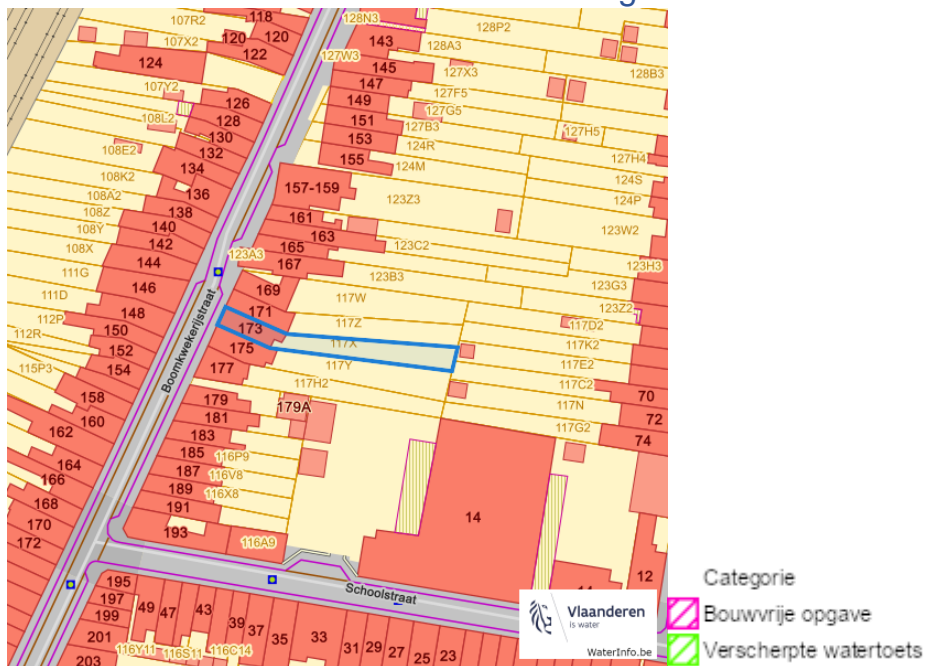 107R2
118
128N3
128P2
120
120
143
128A3
107X2
122
127W3
124
145
127X3
128B3
107Y2
147
127F5
126
149
127G5
108L2
128
151
127B3
127H5
130
153
124R
108E2
132
155
124M
127H4
134
124S
108K2
157-159
123Z3
124P
136
108A2
138
161
108Z
140
163
123W2
108Y
142
165
123C2
108X
123A3
144
167
123H3
111G
169
123B3
123G3
146
111D
117W
123Z2
148
171
112P
117Z
117D2
150
173
112R
117X
117K2
152
175
117Y
117E2
115P3
154
177
117H2
117C2
70
158
179
179A
117N
72
160
181
117G2
162
183
74
185
116P9
164
187
116V8
14
166
189
116X8
168
191
170
193
116A9
172
12
Boomkwekerijstraat
Schoolstraat
195
197
49
47
43
199
39
37
35
33
31
29
27
25
23
201
116Y11
116S11
116C14
203
Vlaanderen
is water
WaterInfo.be
Categorie
Bouwvrije opgave
Verscherpte watertoets